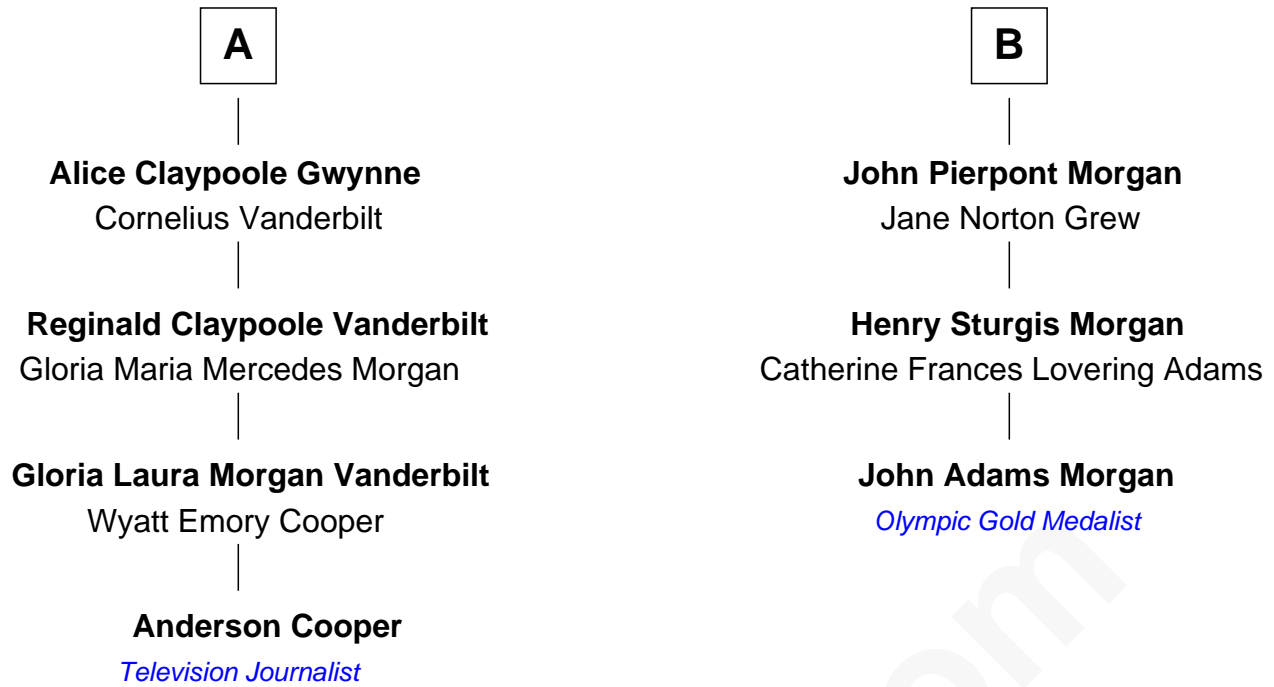 A
Alice Claypoole Gwynne
Cornelius Vanderbilt
Reginald Claypoole Vanderbilt
Gloria Maria Mercedes Morgan
Gloria Laura Morgan Vanderbilt
Wyatt Emory Cooper
Anderson Cooper
Television Journalist
B
John Pierpont Morgan
Jane Norton Grew
Henry Sturgis Morgan
Catherine Frances Lovering Adams
John Adams Morgan
Olympic Gold Medalist
om